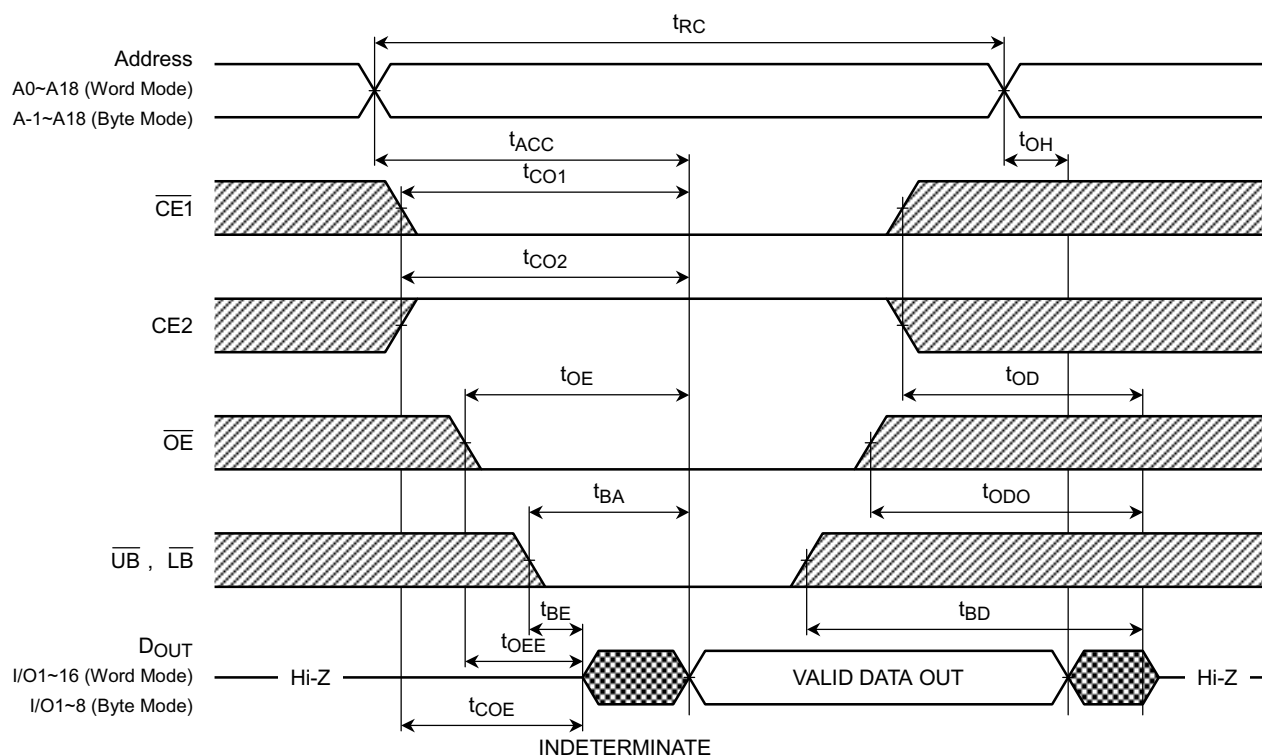 tRC
Address
A0~A18 (Word Mode)
A-1~A18 (Byte Mode)
tACC
tOH
tCO1
CE1
tCO2
CE2
tOE
tOD
OE
tBA
tODO
UB , LB
tBE
tBD
DOUT
tOEE
I/O1~16 (Word Mode)
Hi-Z
VALID DATA OUT
Hi-Z
I/O1~8 (Byte Mode)
tCOE
INDETERMINATE